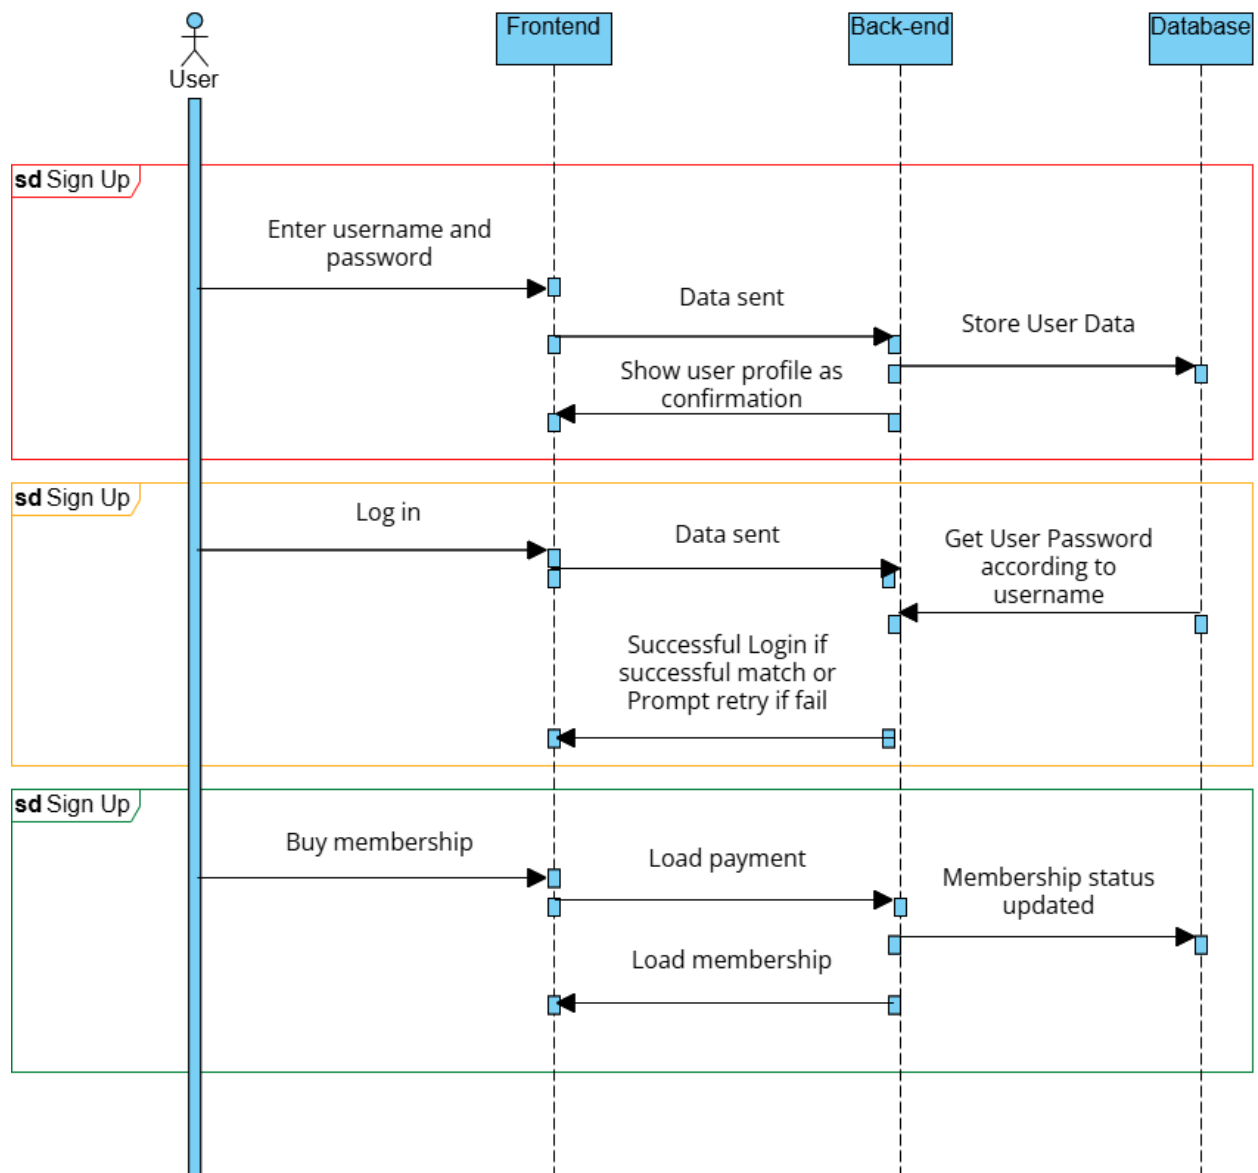 User
Frontend
Back-end
Database
sd Sign Up
Enter username and
password
Data sent
Store User Data
Show user profile as
confirmation
sd Sign Up
Log in
Data sent
Get User Password
according to
username
Successful Login if
successful match or
Prompt retry if fail
sd Sign Up
Buy membership
Load payment
Membership status
updated
Load membership